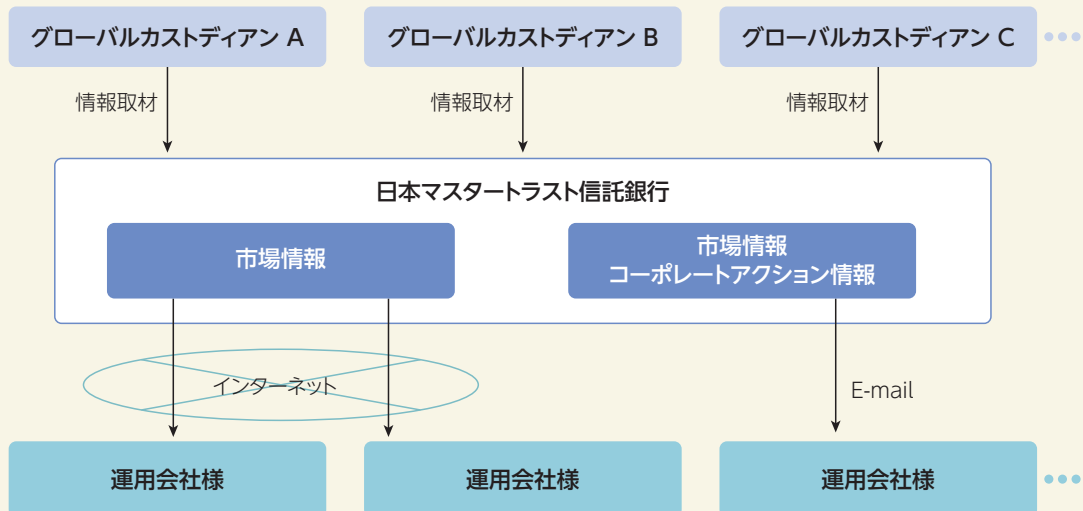 グローバルカストディアン A
グローバルカストディアン B
グローバルカストディアン C
情報取材
情報取材
情報取材
日本マスタートラスト信託銀行
市場情報
市場情報
コーポレートアクション情報
インターネット
E-mail
運用会社様
運用会社様
運用会社様